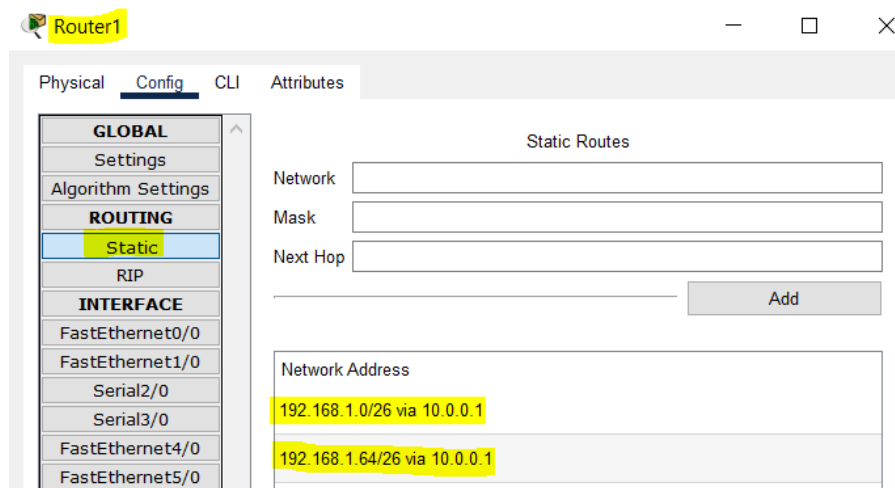 Router1
Physical Config CLI Attributes
GLOBAL
Settings
Algorithm Settings
ROUTING
Static
RIP
INTERFACE
FastEthernet0/0
FastEthernet1/0
Serial2/0
Serial3/0
FastEthernet4/0
FastEthernet5/0
Static Routes
Network
Mask
Next Hop
Add
Network Address
192.168.1.0/26 via 10.0.0.1
192.168.1.64/26 via 10.0.0.1